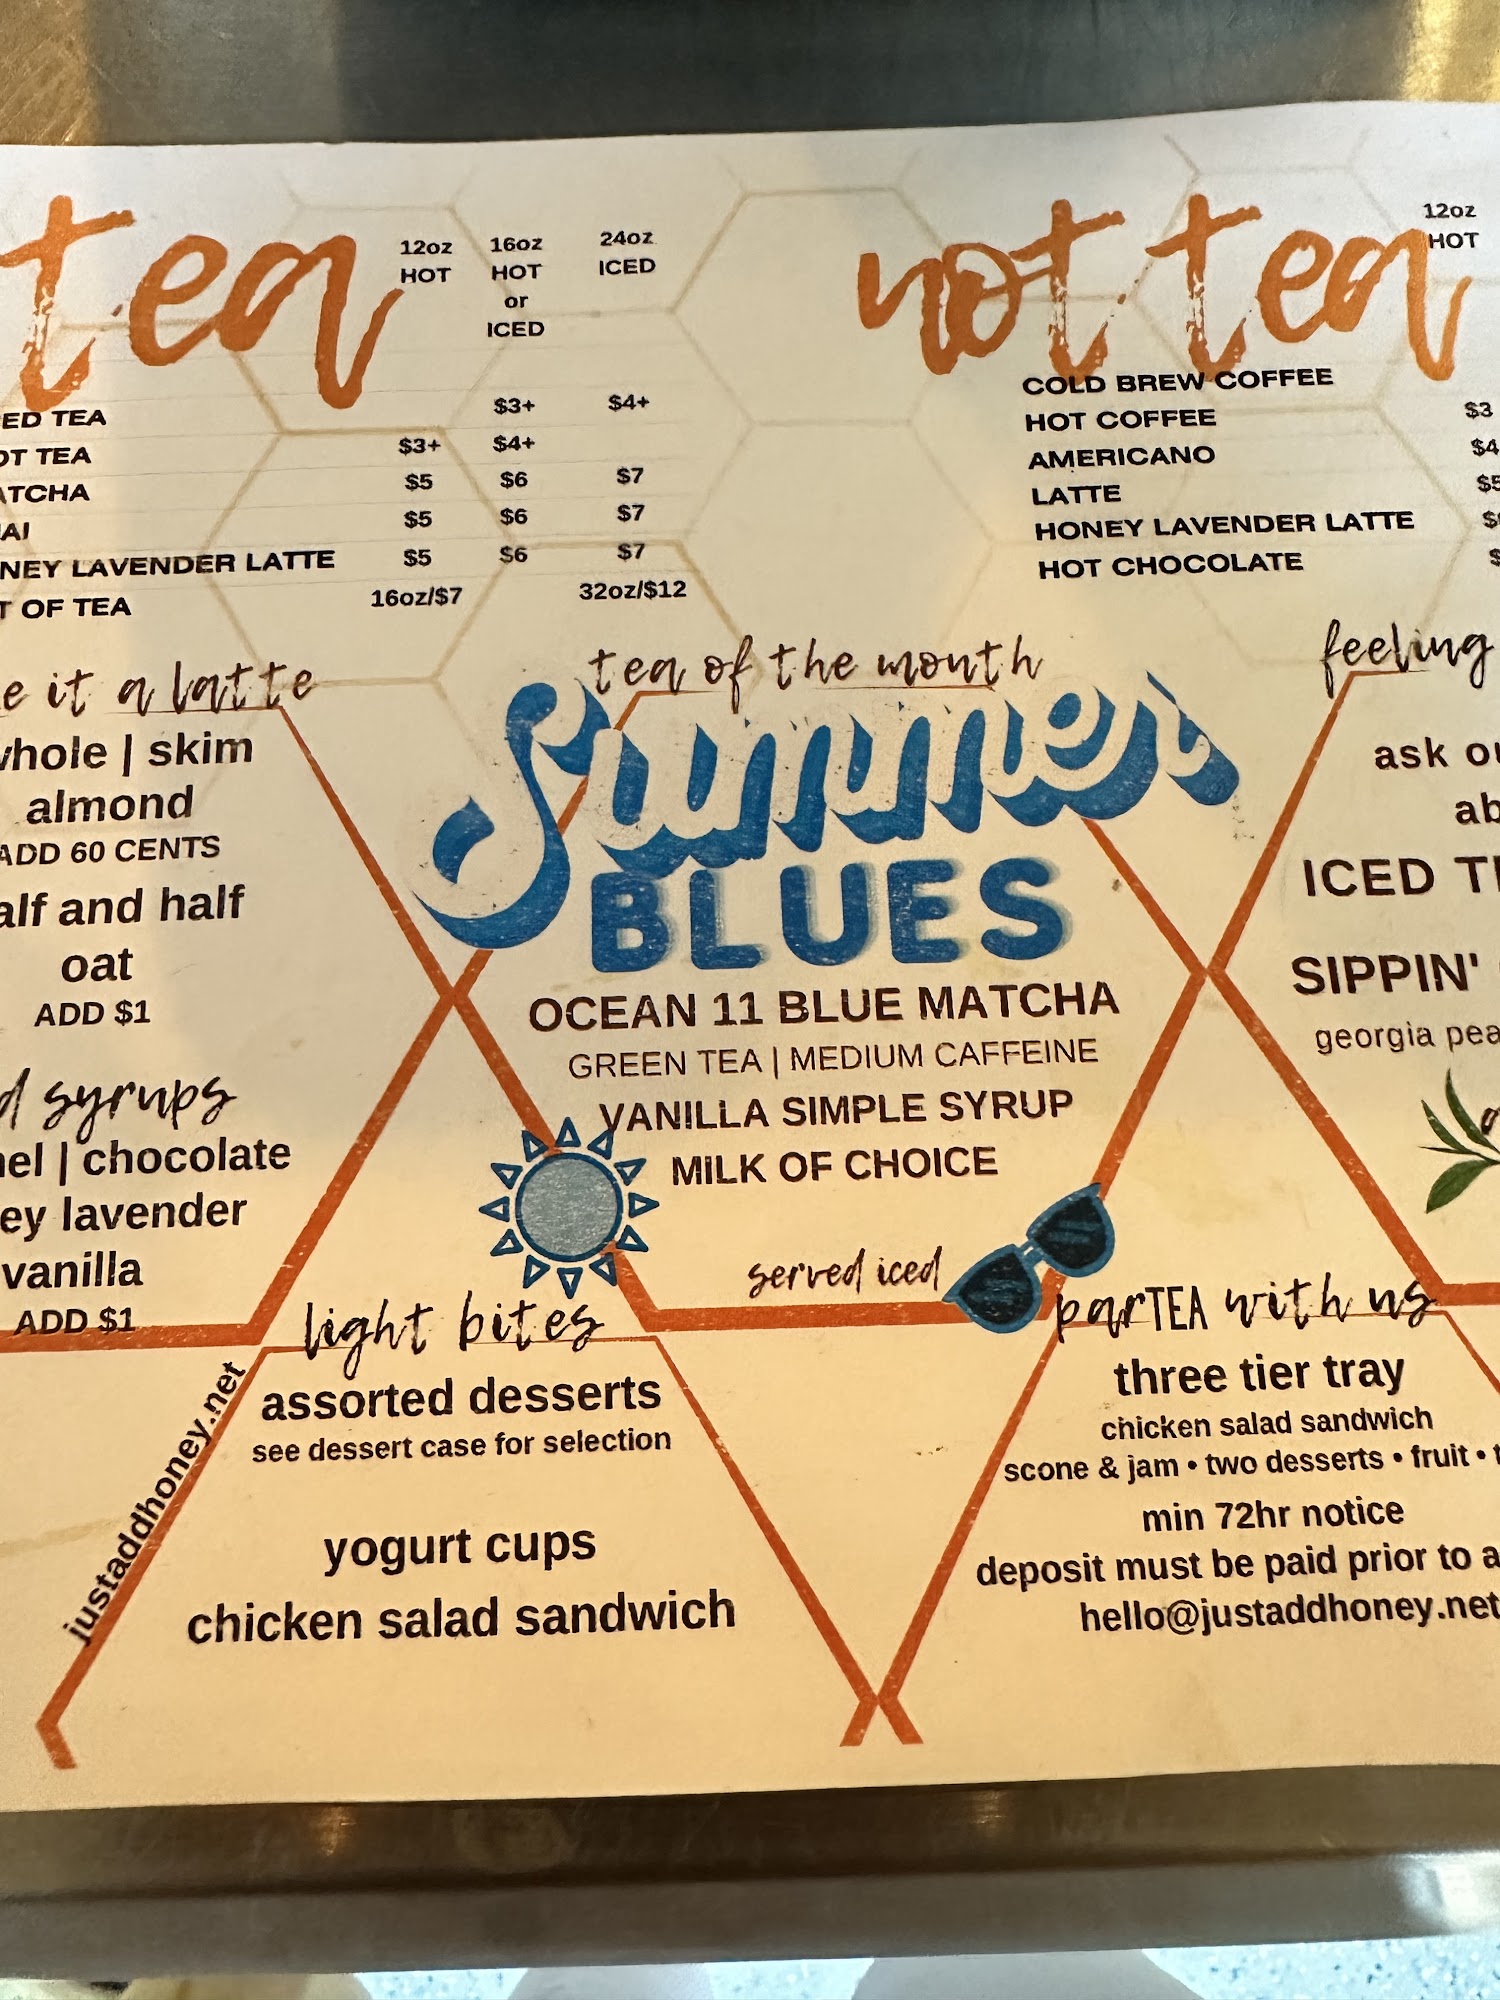 tea
12oz
HOT
16oz
HOT
or
ICED
24oz
ICED
ED TEA $3+ $4+
OT TEA $3+ $4+
ATCHA $5 $6 $7
AI $5 $6 $7
NEY LAVENDER LATTE $5 $6 $7
T OF TEA 16oz/$7 32oz/$12
not tea
12oz
HOT
COLD BREW COFFEE
HOT COFFEE $3
AMERICANO $4
LATTE $5
HONEY LAVENDER LATTE $
HOT CHOCOLATE $
e it a latte
whole | skim
almond
ADD 60 CENTS
alf and half
oat
ADD $1
d syrups
el | chocolate
ey lavender
vanilla
ADD $1
tea of the month
Summer
BLUES
OCEAN 11 BLUE MATCHA
GREEN TEA | MEDIUM CAFFEINE
VANILLA SIMPLE SYRUP
MILK OF CHOICE
served iced
feeling
ask ou
ab
ICED T
SIPPIN'
georgia pea
justaddhoney.net
light bites
assorted desserts
see dessert case for selection
yogurt cups
chicken salad sandwich
parTEA with us
three tier tray
chicken salad sandwich
scone & jam • two desserts • fruit • t
min 72hr notice
deposit must be paid prior to a
hello@justaddhoney.net